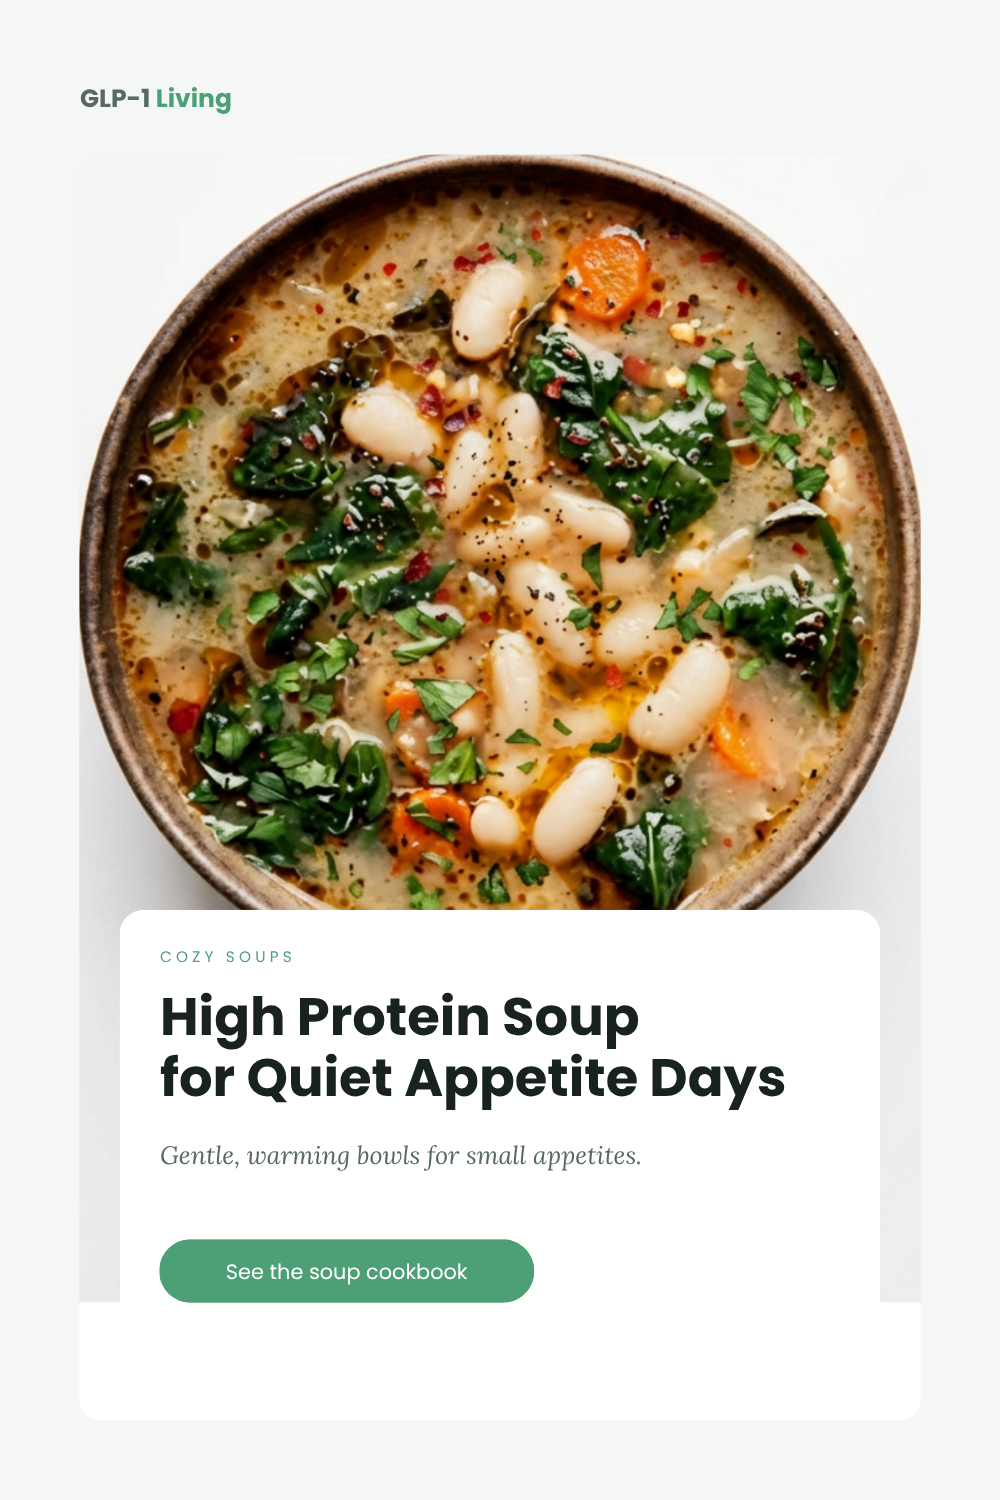 GLP-1 Living
COZY SOUPS
High Protein Soup
for Quiet Appetite Days
Gentle, warming bowls for small appetites.
See the soup cookbook